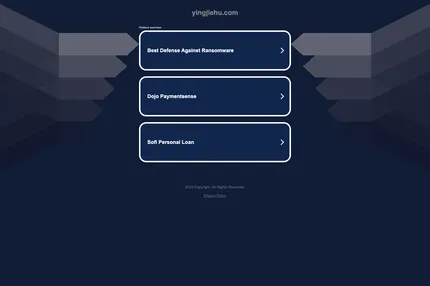 yingjiehu.com
Related searches
Best Defense Against Ransomware
Dojo Paymentsense
Sofi Personal Loan
2023 Copyright. All Rights Reserved.
Privacy Policy